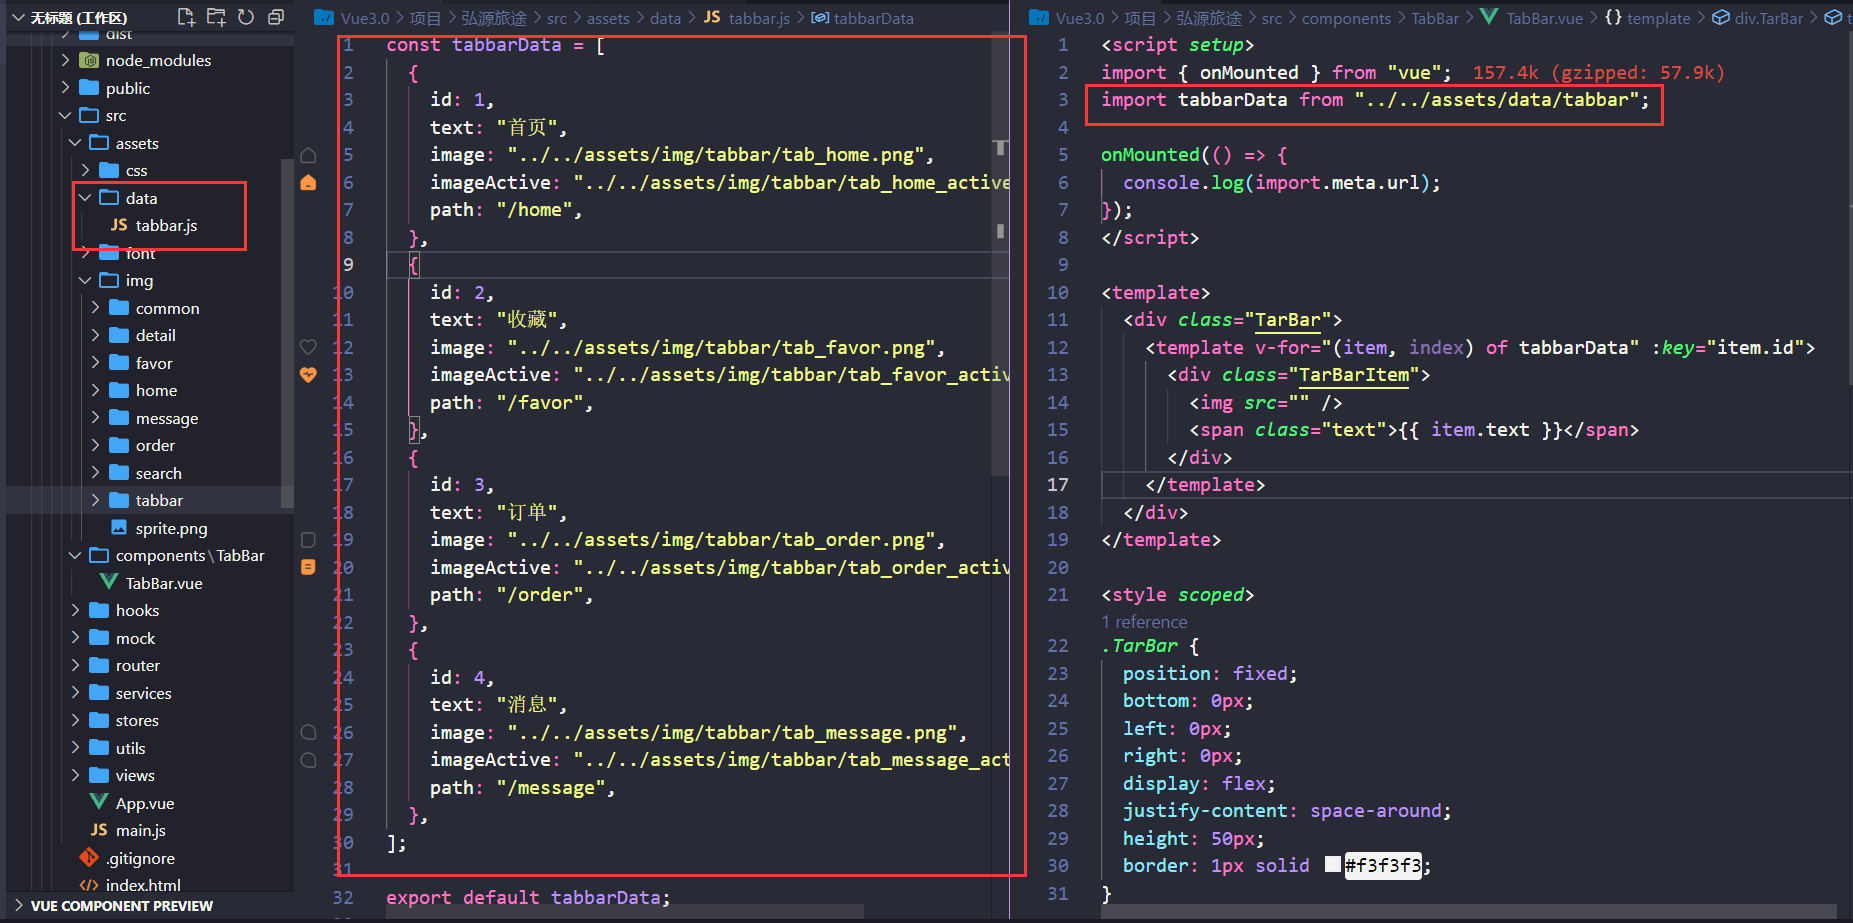 无标题 (工作区)
dist
node_modules
public
src
assets
css
data
JS tabbar.js
font
img
common
detail
favor
home
message
order
search
tabbar
sprite.png
components\TabBar
TabBar.vue
hooks
mock
router
services
stores
utils
views
App.vue
JS main.js
.gitignore
index.html
VUE COMPONENT PREVIEW
Vue3.0 > 项目 > 弘源旅途 > src > assets > data > JS tabbar.js > tabbarData
1 const tabbarData = [
2 {
3 id: 1,
4 text: "首页",
5 image: "../../assets/img/tabbar/tab_home.png",
6 imageActive: "../../assets/img/tabbar/tab_home_active
7 path: "/home",
8 },
9 {
10 id: 2,
11 text: "收藏",
12 image: "../../assets/img/tabbar/tab_favor.png",
13 imageActive: "../../assets/img/tabbar/tab_favor_activ
14 path: "/favor",
15 },
16 {
17 id: 3,
18 text: "订单",
19 image: "../../assets/img/tabbar/tab_order.png",
20 imageActive: "../../assets/img/tabbar/tab_order_activ
21 path: "/order",
22 },
23 {
24 id: 4,
25 text: "消息",
26 image: "../../assets/img/tabbar/tab_message.png",
27 imageActive: "../../assets/img/tabbar/tab_message_act
28 path: "/message",
29 },
30 ];
31
32 export default tabbarData;
Vue3.0 > 项目 > 弘源旅途 > src > components > TabBar > TabBar.vue > {} template > div.TarBar > t
1 <script setup>
2 import { onMounted } from "vue"; 157.4k (gzipped: 57.9k)
3 import tabbarData from "../../assets/data/tabbar";
4
5 onMounted(() => {
6 console.log(import.meta.url);
7 });
8 </script>
9
10 <template>
11 <div class="TarBar">
12 <template v-for="(item, index) of tabbarData" :key="item.id">
13 <div class="TarBarItem">
14 <img src="" />
15 <span class="text">{{ item.text }}</span>
16 </div>
17 </template>
18 </div>
19 </template>
20
21 <style scoped>
1 reference
22 .TarBar {
23 position: fixed;
24 bottom: 0px;
25 left: 0px;
26 right: 0px;
27 display: flex;
28 justify-content: space-around;
29 height: 50px;
30 border: 1px solid #f3f3f3;
31 }